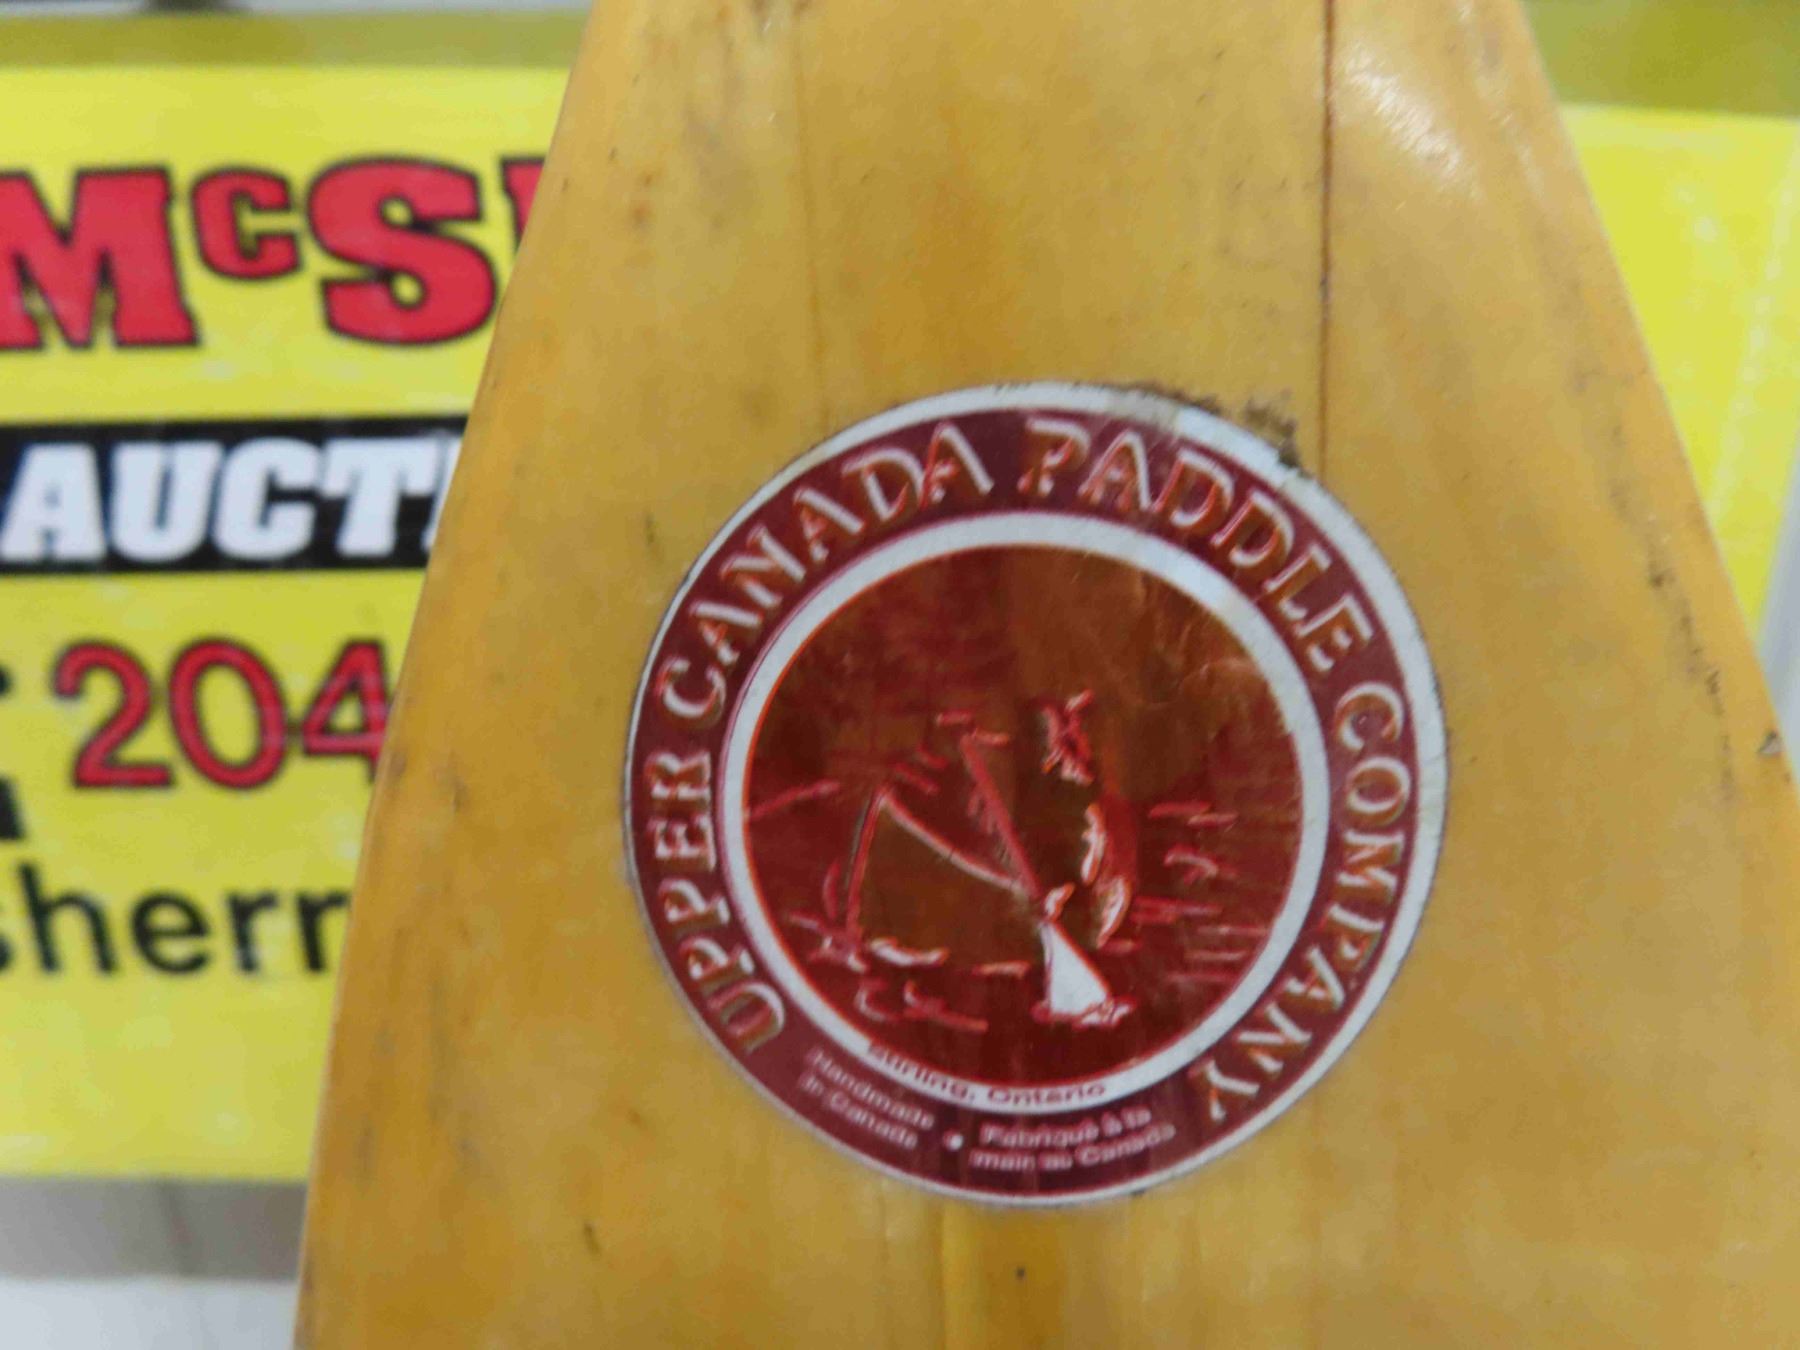 McS
AUCT
204
sherr
UPPER CANADA PADDLE COMPANY
Stirling, Ontario
Handmade
in Canada
•
Fabriqué à la
main au Canada